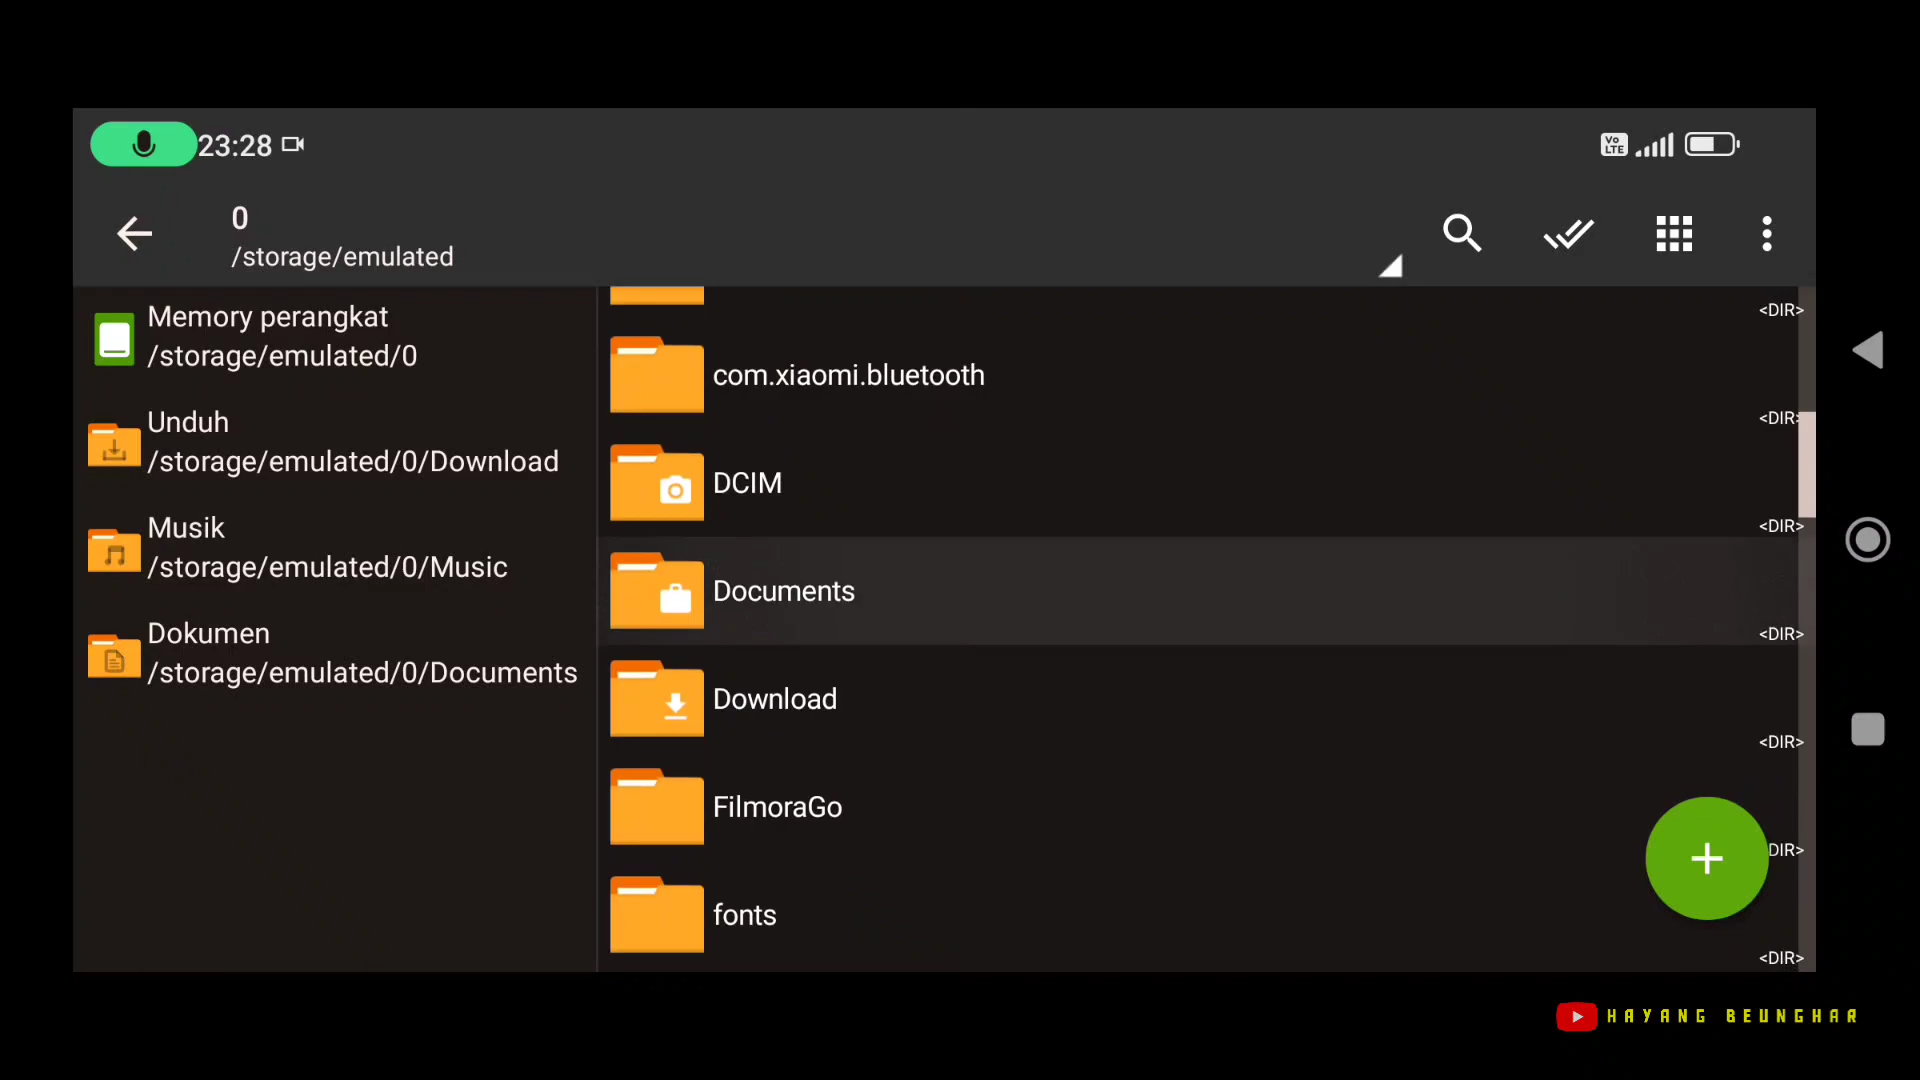 23:28
Vo
LTE
0
/storage/emulated
Memory perangkat
/storage/emulated/0
Unduh
/storage/emulated/0/Download
Musik
/storage/emulated/0/Music
Dokumen
/storage/emulated/0/Documents
<DIR>
com.xiaomi.bluetooth
<DIR>
DCIM
<DIR>
Documents
<DIR>
Download
<DIR>
FilmoraGo
DIR>
fonts
<DIR>
HAYANG BEUNGHAR